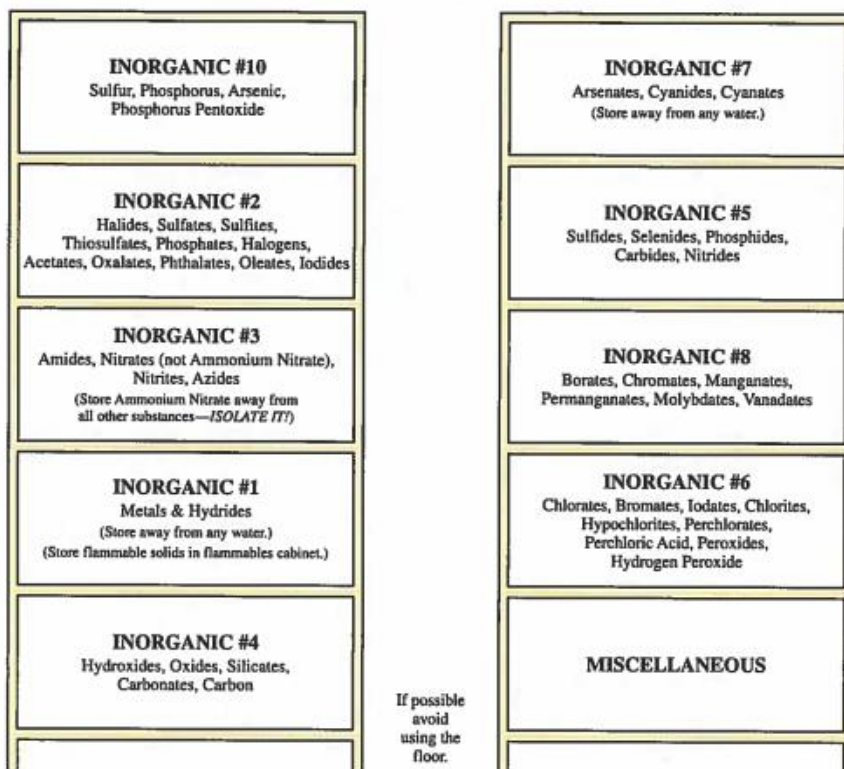 INORGANIC #10
Sulfur, Phosphorus, Arsenic,
Phosphorus Pentoxide
INORGANIC #2
Halides, Sulfates, Sulfites,
Thiosulfates, Phosphates, Halogens,
Acetates, Oxalates, Phthalates, Oleates, Iodides
INORGANIC #3
Amides, Nitrates (not Ammonium Nitrate),
Nitrites, Azides
(Store Ammonium Nitrate away from
all other substances—ISOLATE IT!)
INORGANIC #1
Metals & Hydrides
(Store away from any water.)
(Store flammable solids in flammables cabinet.)
INORGANIC #4
Hydroxides, Oxides, Silicates,
Carbonates, Carbon
If possible
avoid
using the
floor.
INORGANIC #7
Arsenates, Cyanides, Cyanates
(Store away from any water.)
INORGANIC #5
Sulfides, Selenides, Phosphides,
Carbides, Nitrides
INORGANIC #8
Borates, Chromates, Manganates,
Permanganates, Molybdates, Vanadates
INORGANIC #6
Chlorates, Bromates, Iodates, Chlorites,
Hypochlorites, Perchlorates,
Perchloric Acid, Peroxides,
Hydrogen Peroxide
MISCELLANEOUS